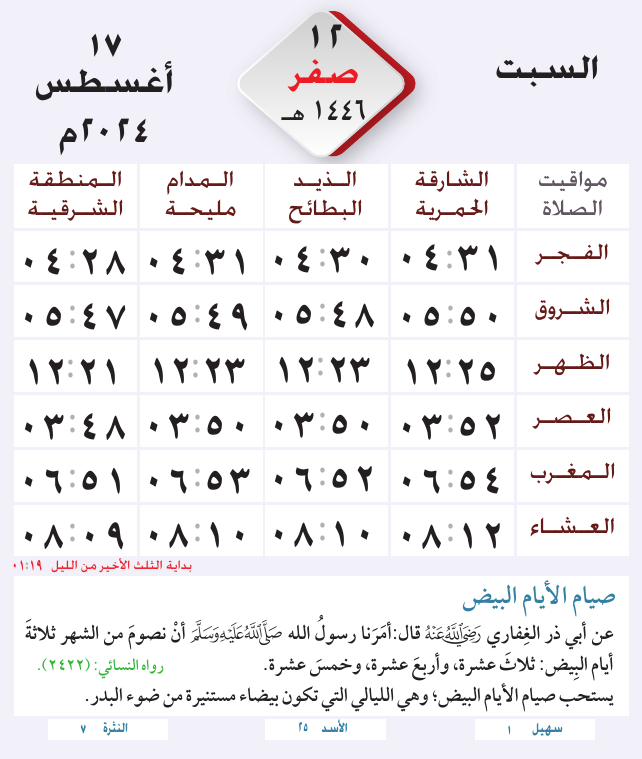 السبت
١٢
صفر
١٤٤٦ هـ
١٧
أغسطس
٢٠٢٤م
مواقيت الصلاة | الشارقة الحمرية | الذيد البطائح | المدام مليحة | المنطقة الشرقية
الفجر ٠٤:٣١ ٠٤:٣٠ ٠٤:٣١ ٠٤:٢٨
الشروق ٠٥:٥٠ ٠٥:٤٨ ٠٥:٤٩ ٠٥:٤٧
الظهر ١٢:٢٥ ١٢:٢٣ ١٢:٢٣ ١٢:٢١
العصر ٠٣:٥٢ ٠٣:٥٠ ٠٣:٥٠ ٠٣:٤٨
المغرب ٠٦:٥٤ ٠٦:٥٢ ٠٦:٥٣ ٠٦:٥١
العشاء ٠٨:١٢ ٠٨:١٠ ٠٨:١٠ ٠٨:٠٩
بداية الثلث الأخير من الليل ٠١:١٩
صيام الأيام البيض
عن أبي ذر الغِفاري رَضِيَ اللَّهُ عَنْهُ قال:أمَرَنا رسولُ الله صَلَّى اللَّهُ عَلَيْهِ وَسَلَّمَ أنْ نصومَ من الشهر ثلاثةَ
أيام البِيض: ثلاثَ عشرة، وأربعَ عشرة، وخمسَ عشرة. رواه النسائي: (٢٤٢٢).
يستحب صيام الأيام البيض؛ وهي الليالي التي تكون بيضاء مستنيرة من ضوء البدر.
سهيل ١ الأسد ٢٥ النثرة ٧